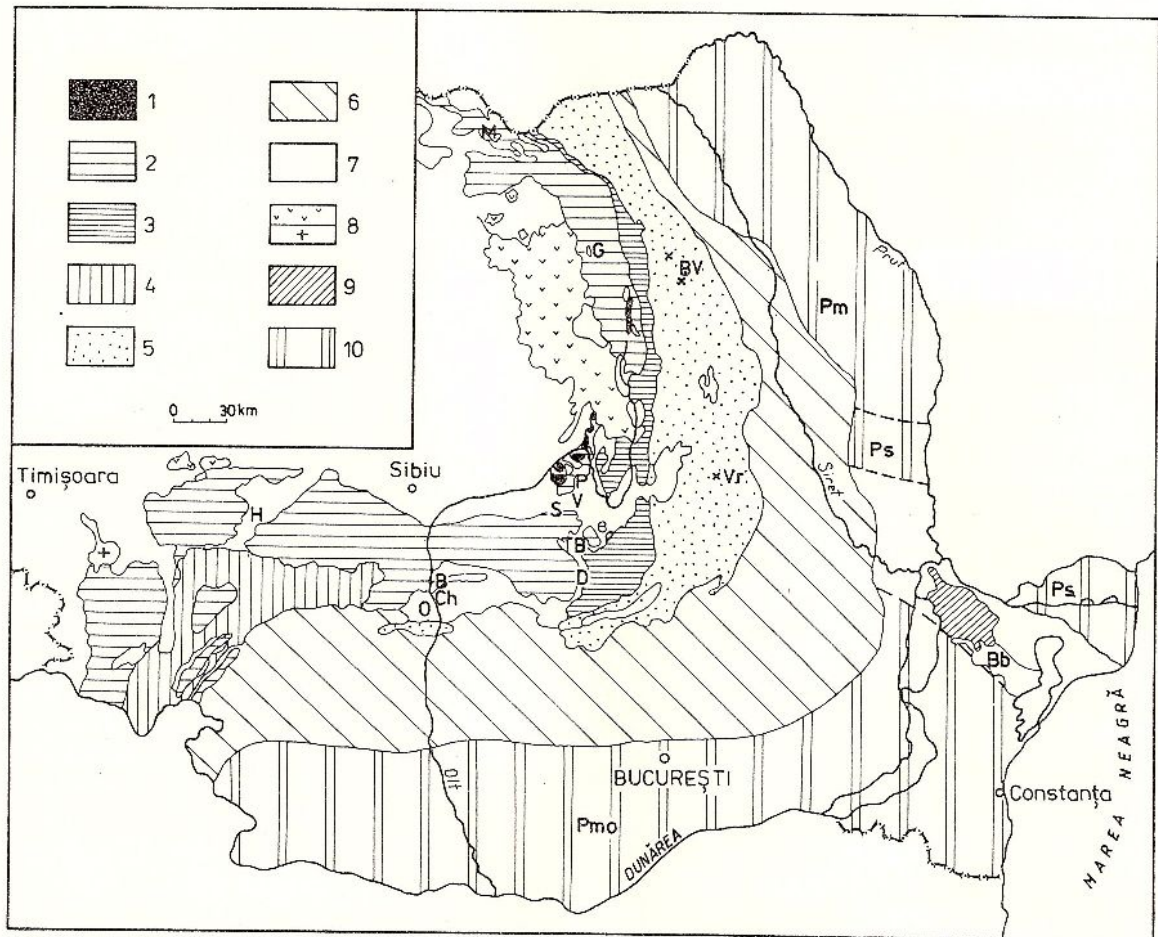 1 6
2 7
3 8
4 9
5 10
0 30km
M
G
BV
Prut
Pm
Ps
Siret
Vr
Timișoara
Sibiu
H
P
V
S
TB
D
B
Ch
O
Ps
Bb
BUCUREȘTI
Constanța
Olt
Pmo
DUNĂREA
MAREA NEAGRĂ